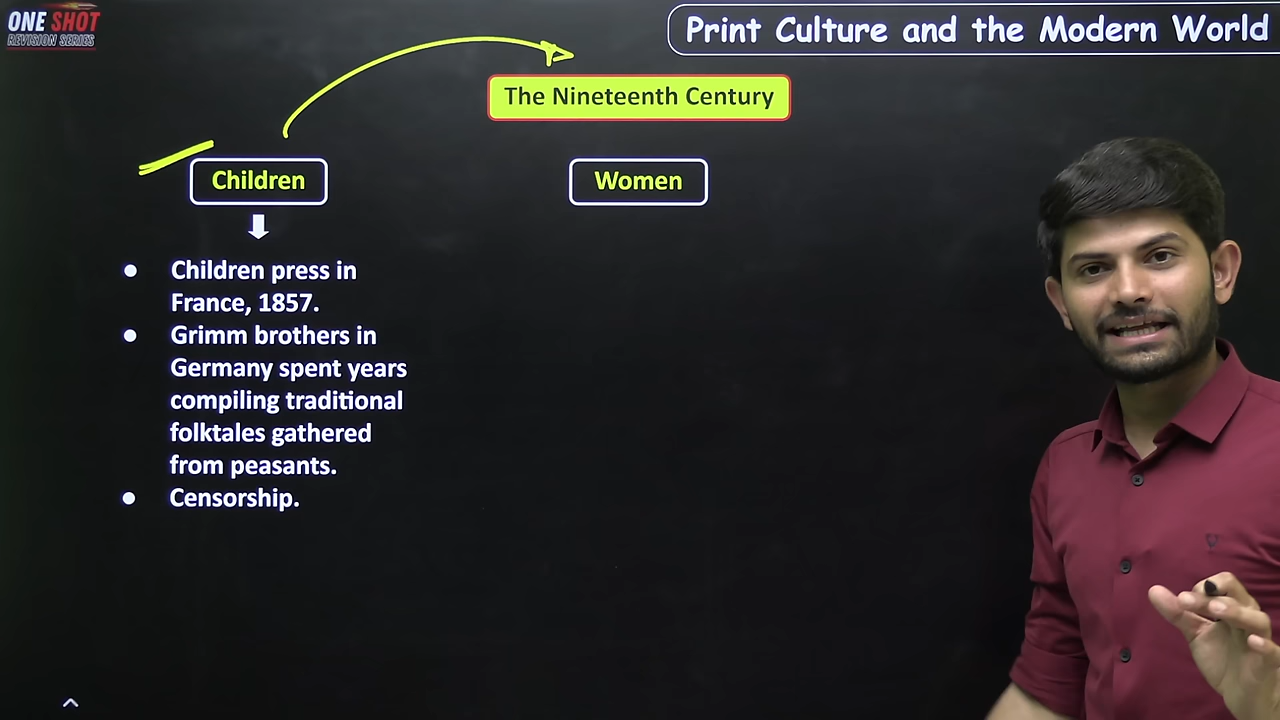 ONE SHOT
REVISION SERIES
Print Culture and the Modern World
The Nineteenth Century
Children
Women
● Children press in
France, 1857.
● Grimm brothers in
Germany spent years
compiling traditional
folktales gathered
from peasants.
● Censorship.